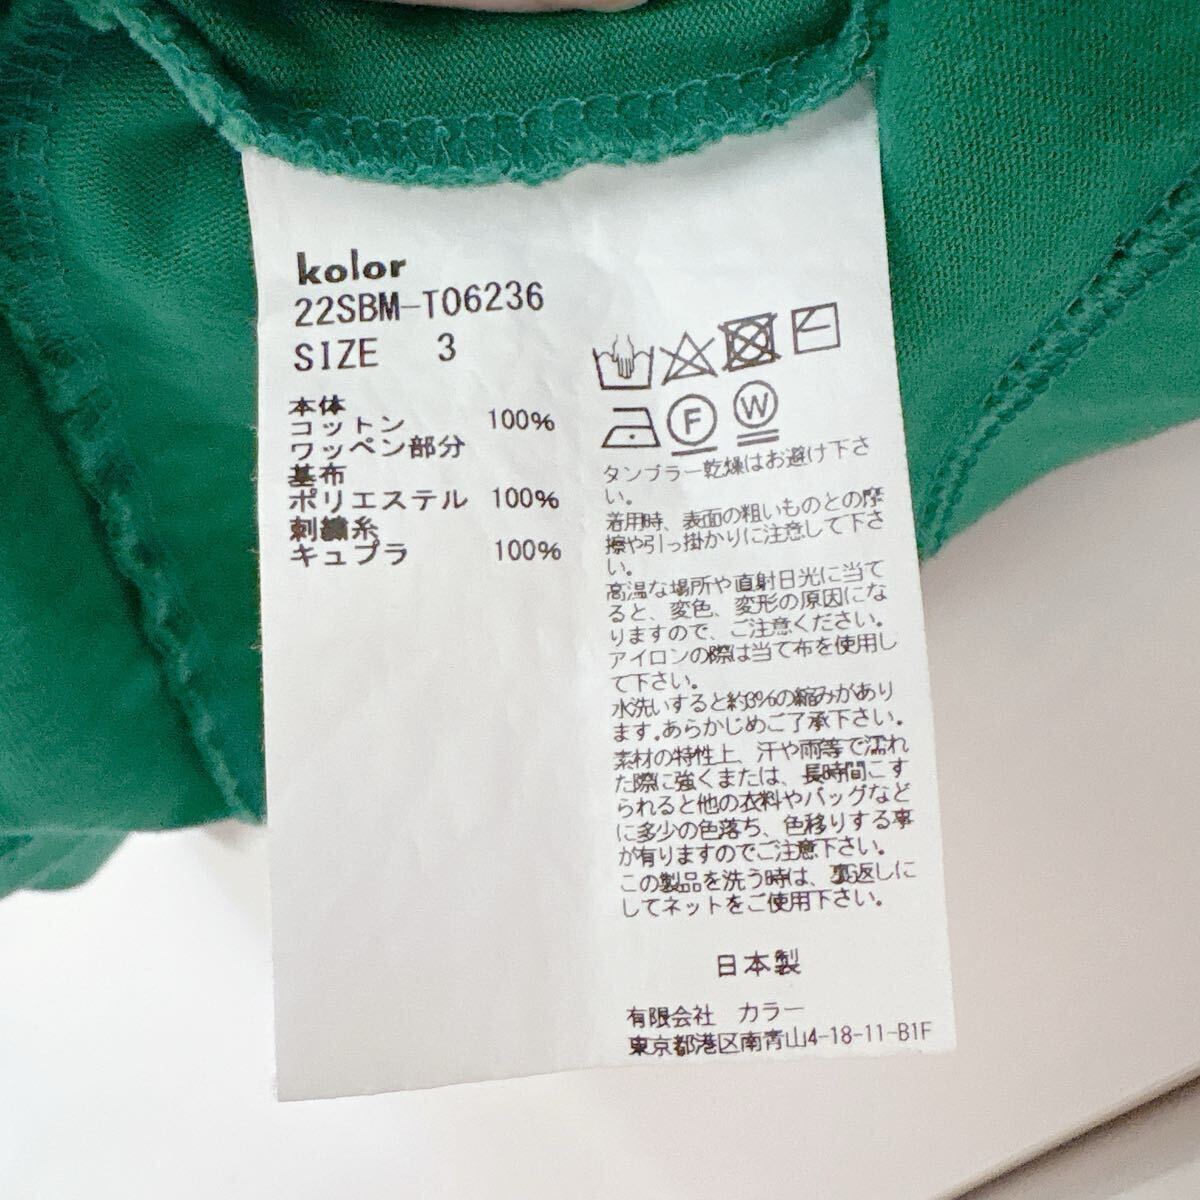 kolor
22SBM-T06236
SIZE 3
本体
コットン 100%
ワッペン部分
基布
ポリエステル 100%
刺繍糸
キュプラ 100%
F
W
タンブラー乾燥はお避け下さ
い。
着用時、表面の粗いものとの摩
擦や引っ掛かりに注意して下さ
い。
高温な場所や直射日光に当て
ると、変色、変形の原因にな
りますので、ご注意ください。
アイロンの際は当て布を使用し
て下さい。
水洗いすると約3%の縮みがあり
ます。あらかじめご了承下さい。
素材の特性上、汗や雨等で濡れ
た際に強くまたは、長時間こす
られると他の衣料やバッグなど
に多少の色落ち、色移りする事
が有りますのでご注意下さい。
この製品を洗う時は、裏返しに
してネットをご使用下さい。
日本製
有限会社 カラー
東京都港区南青山4-18-11-B1F